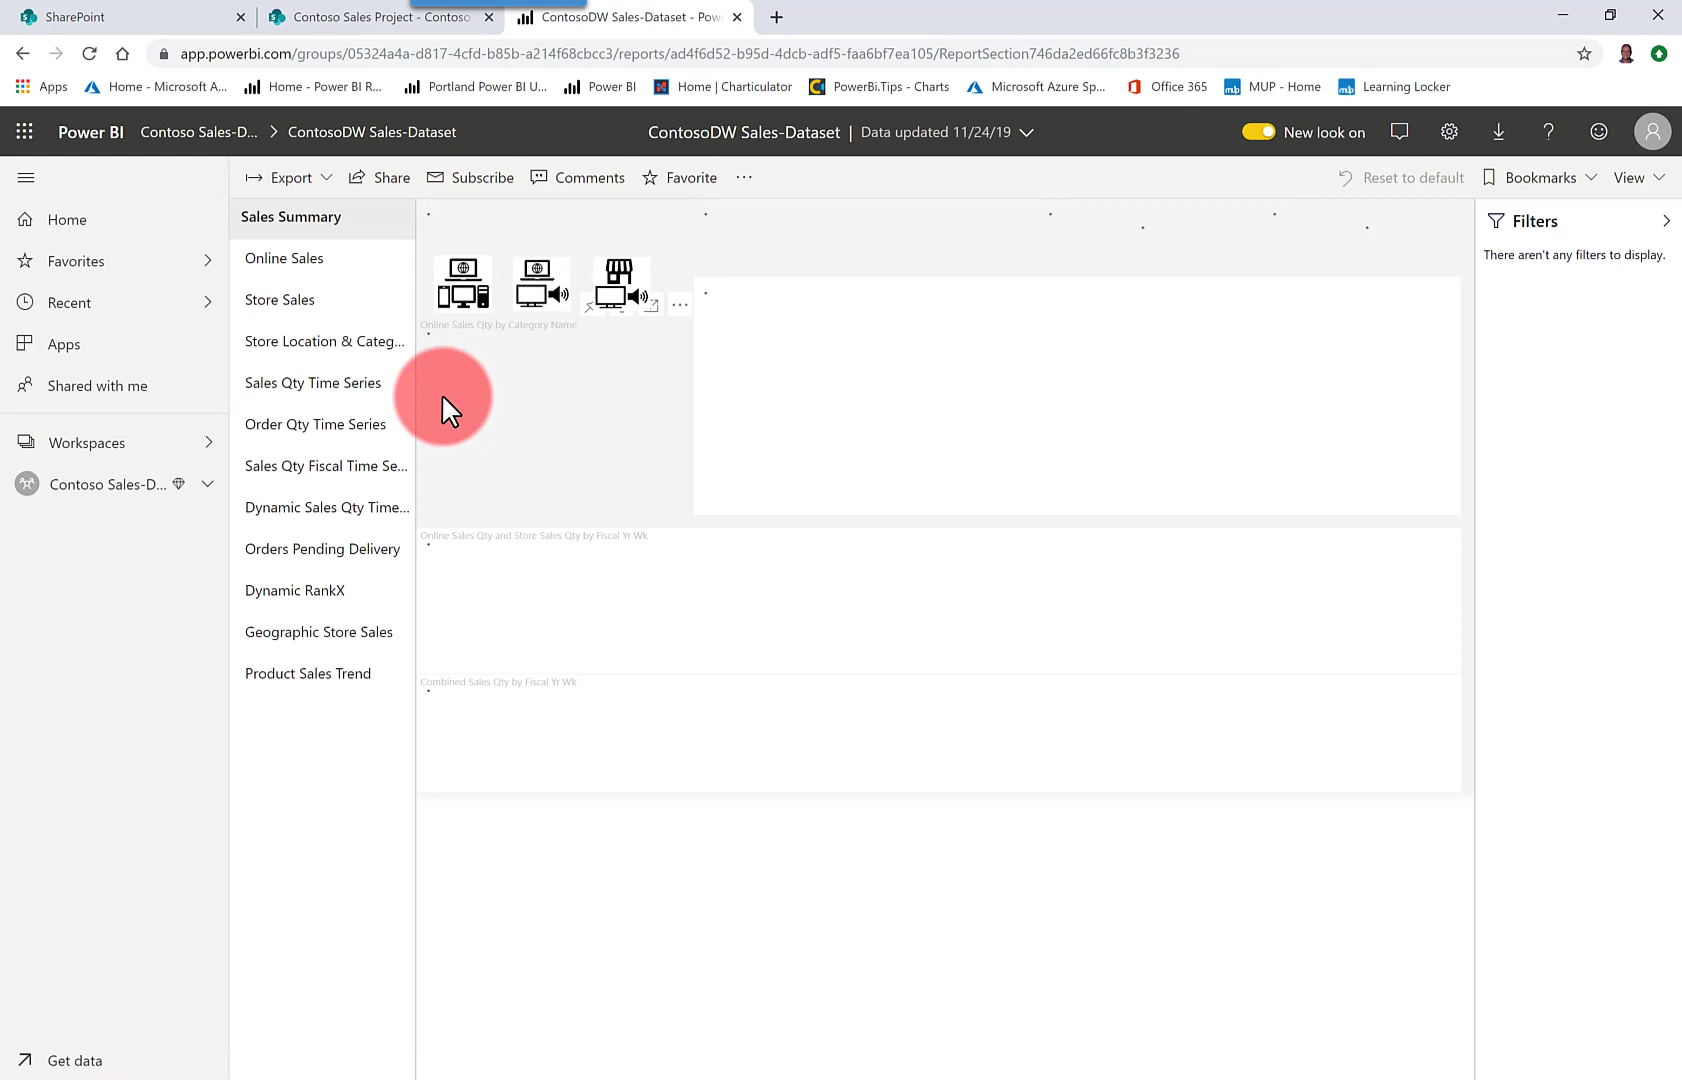 SharePoint
Contoso Sales Project - Contoso
ContosoDW Sales-Dataset - Pow
app.powerbi.com/groups/05324a4a-d817-4cfd-b85b-a214f68cbcc3/reports/ad4f6d52-b95d-4dcb-adf5-faa6bf7ea105/ReportSection746da2ed66fc8b3f3236
Apps
Home - Microsoft A...
Home - Power BI R...
Portland Power BI U...
Power BI
Home | Charticulator
PowerBi.Tips - Charts
Microsoft Azure Sp...
Office 365
MUP - Home
Learning Locker
Power BI
Contoso Sales-D...
ContosoDW Sales-Dataset
ContosoDW Sales-Dataset | Data updated 11/24/19
New look on
Export
Share
Subscribe
Comments
Favorite
Reset to default
Bookmarks
View
Home
Favorites
Recent
Apps
Shared with me
Workspaces
Contoso Sales-D...
Get data
Sales Summary
Online Sales
Store Sales
Store Location & Categ...
Sales Qty Time Series
Order Qty Time Series
Sales Qty Fiscal Time Se...
Dynamic Sales Qty Time...
Orders Pending Delivery
Dynamic RankX
Geographic Store Sales
Product Sales Trend
Online Sales Qty by Category Name
Online Sales Qty and Store Sales Qty by Fiscal Yr Wk
Combined Sales Qty by Fiscal Yr Wk
Filters
There aren't any filters to display.